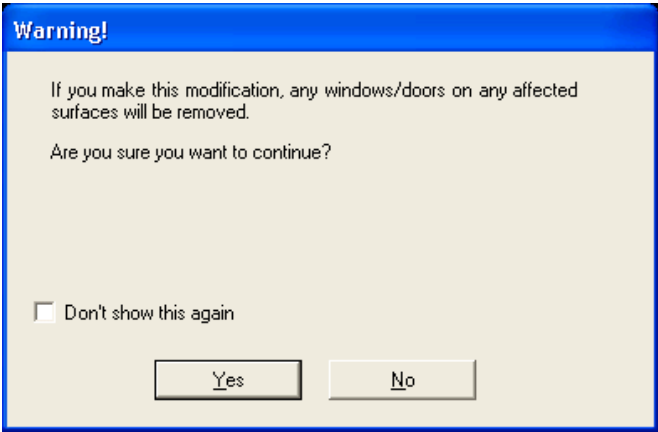 Warning!
If you make this modification, any windows/doors on any affected
surfaces will be removed.
Are you sure you want to continue?
Don't show this again
Yes
No